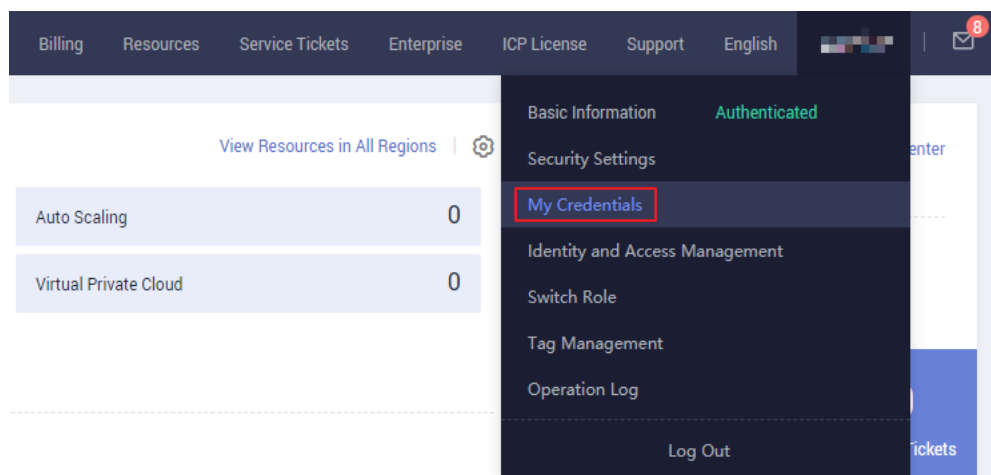 Billing Resources Service Tickets Enterprise ICP License Support English 8
Basic Information Authenticated
View Resources in All Regions enter
Security Settings
Auto Scaling 0
My Credentials
Identity and Access Management
Virtual Private Cloud 0
Switch Role
Tag Management
Operation Log
Log Out
ickets